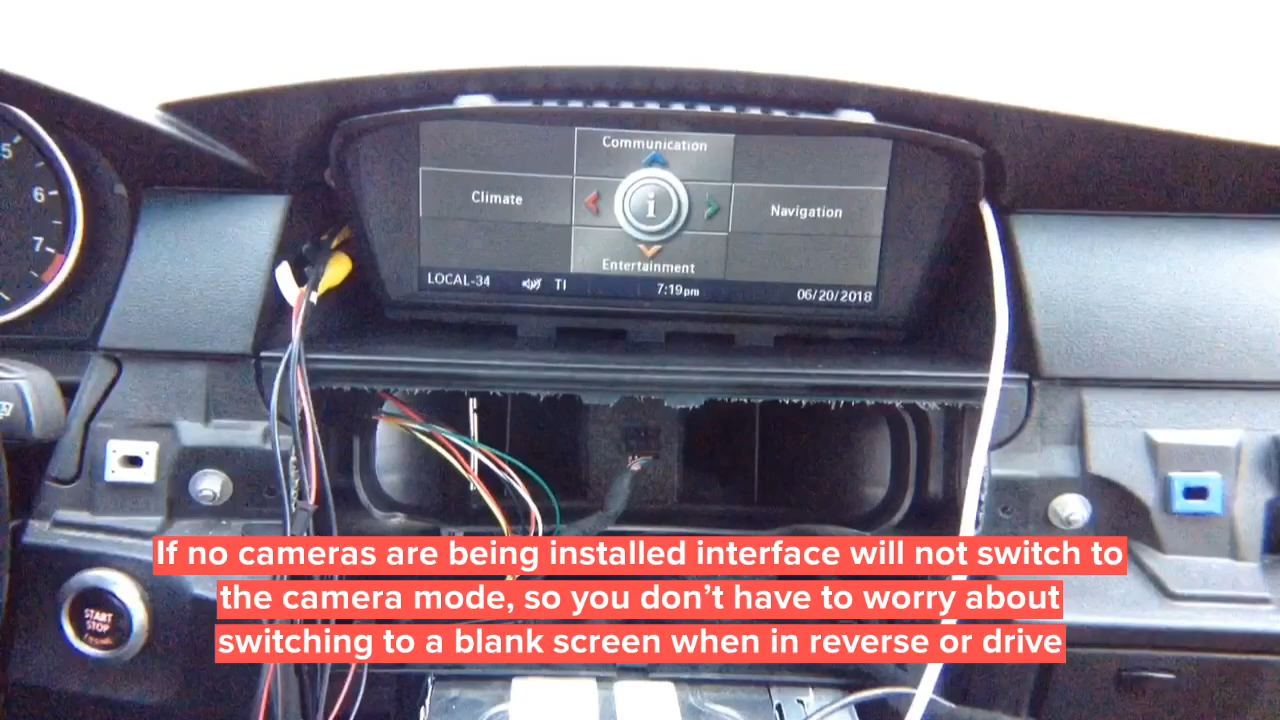 5
6
7
Communication
Climate
i
Navigation
Entertainment
LOCAL-34 TI 7:19pm 06/20/2018
START
STOP
If no cameras are being installed interface will not switch to
the camera mode, so you don’t have to worry about
switching to a blank screen when in reverse or drive